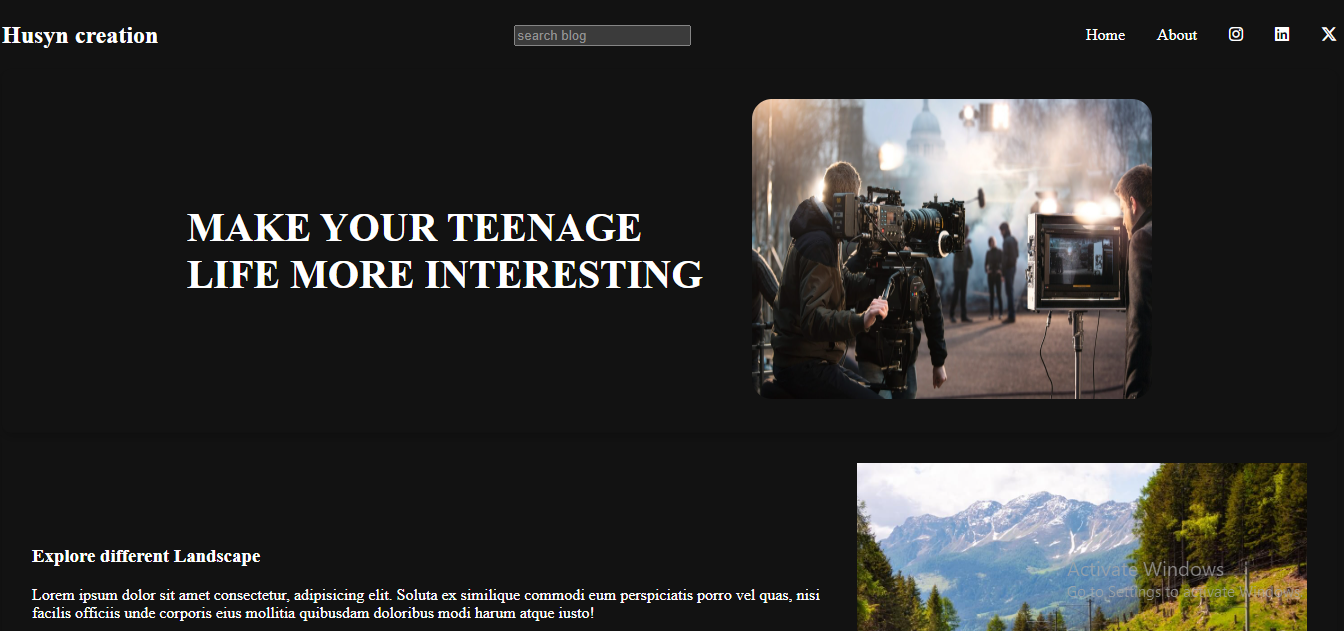 Husyn creation
search blog
Home
About
MAKE YOUR TEENAGE
LIFE MORE INTERESTING
Explore different Landscape
Lorem ipsum dolor sit amet consectetur, adipisicing elit. Soluta ex similique commodi eum perspiciatis porro vel quas, nisi
facilis officiis unde corporis eius mollitia quibusdam doloribus modi harum atque iusto!
Activate Windows
Go to Settings to activate Windows.